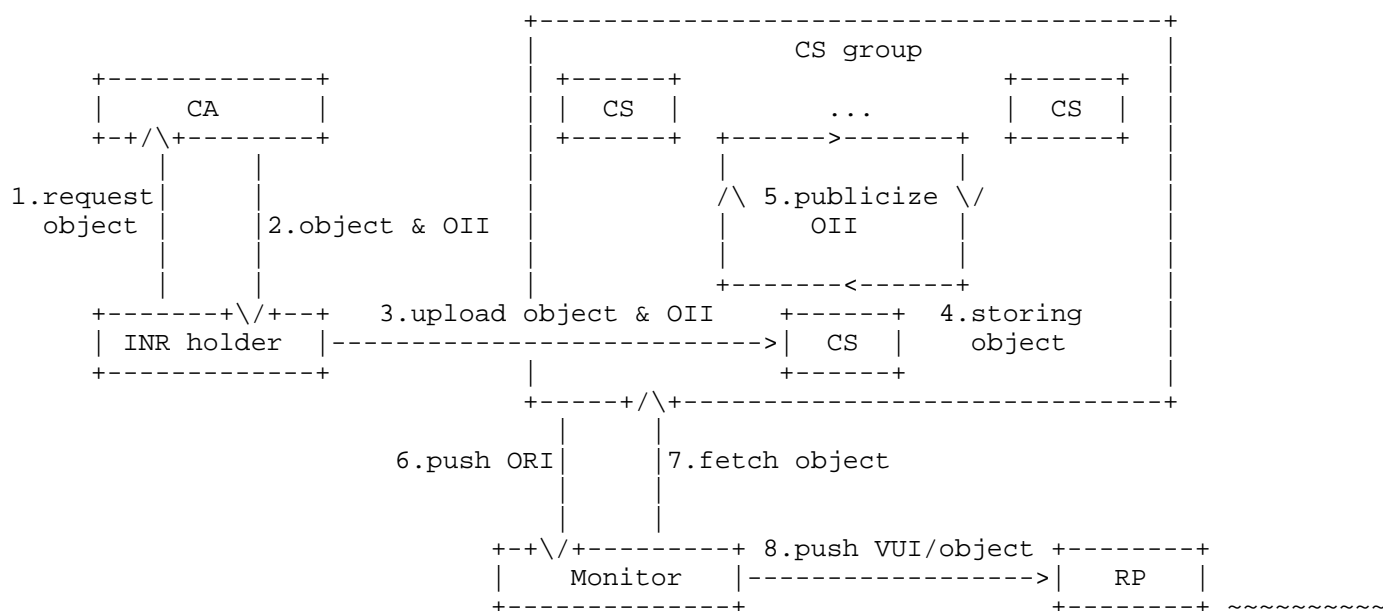 CS group
CA
CS ... CS
1.request
object
2.object & OII
5.publicize
OII
3.upload object & OII
4.storing
object
INR holder
CS
6.push ORI
7.fetch object
8.push VUI/object
Monitor
RP